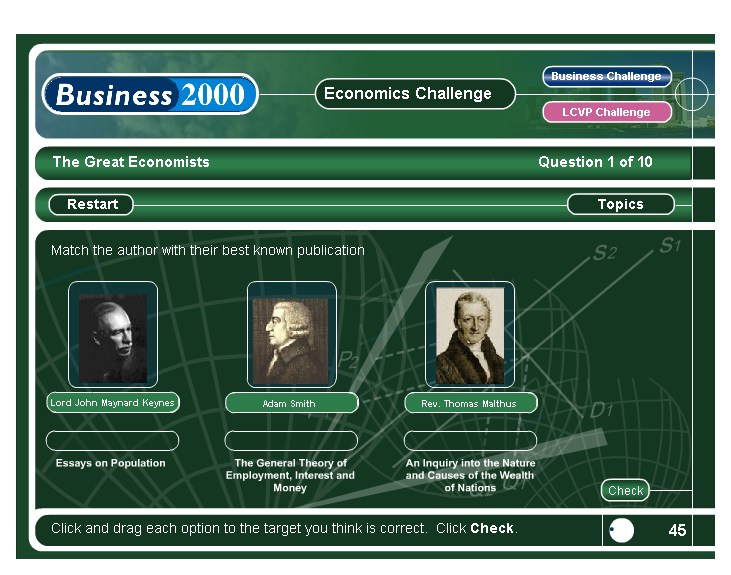 Business 2000
Economics Challenge
Business Challenge
LCVP Challenge
The Great Economists
Question 1 of 10
Restart
Topics
Match the author with their best known publication
S2
S1
P2
D1
Lord John Maynard Keynes
Adam Smith
Rev. Thomas Malthus
Essays on Population
The General Theory of
Employment, Interest and
Money
An Inquiry into the Nature
and Causes of the Wealth
of Nations
Check
Click and drag each option to the target you think is correct. Click Check.
45